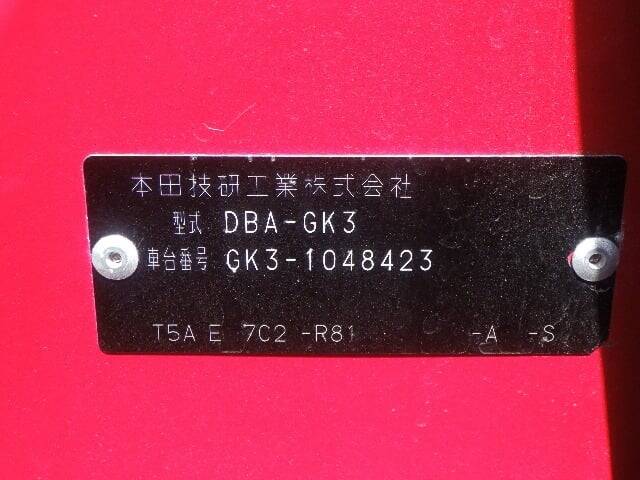 本田技研工業株式会社
型式 DBA-GK3
車台番号 GK3-1048423
T5A E 7C2 -R81 -A -S